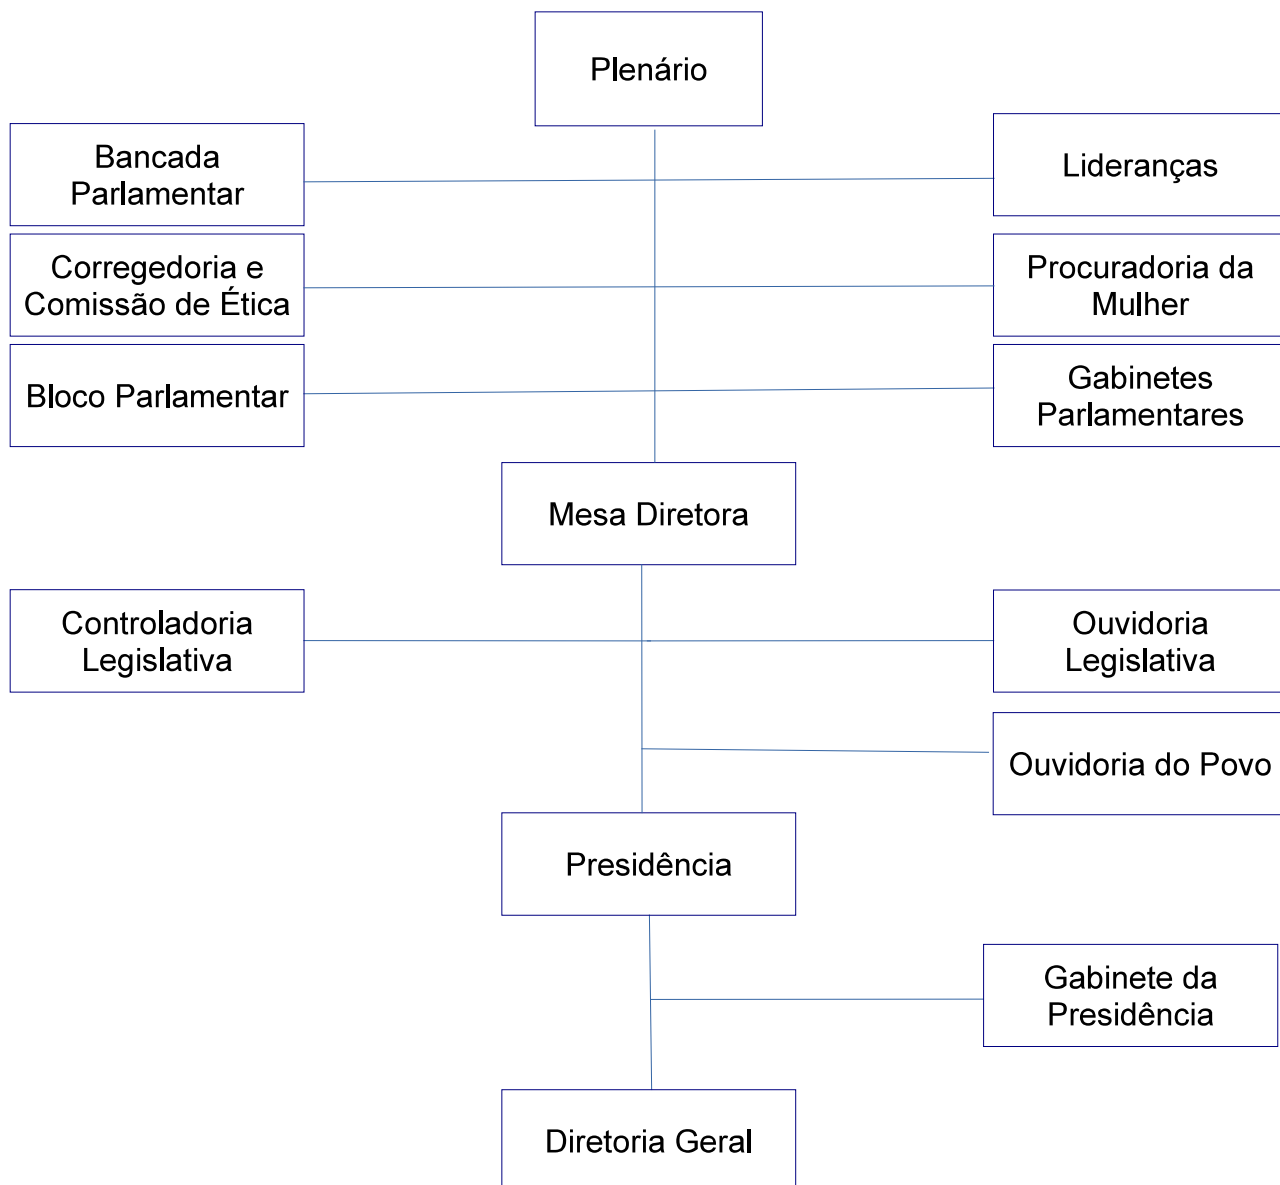 Plenário
Bancada
Parlamentar
Lideranças
Corregedoria e
Comissão de Ética
Procuradoria da
Mulher
Bloco Parlamentar
Gabinetes
Parlamentares
Mesa Diretora
Controladoria
Legislativa
Ouvidoria
Legislativa
Ouvidoria do Povo
Presidência
Gabinete da
Presidência
Diretoria Geral